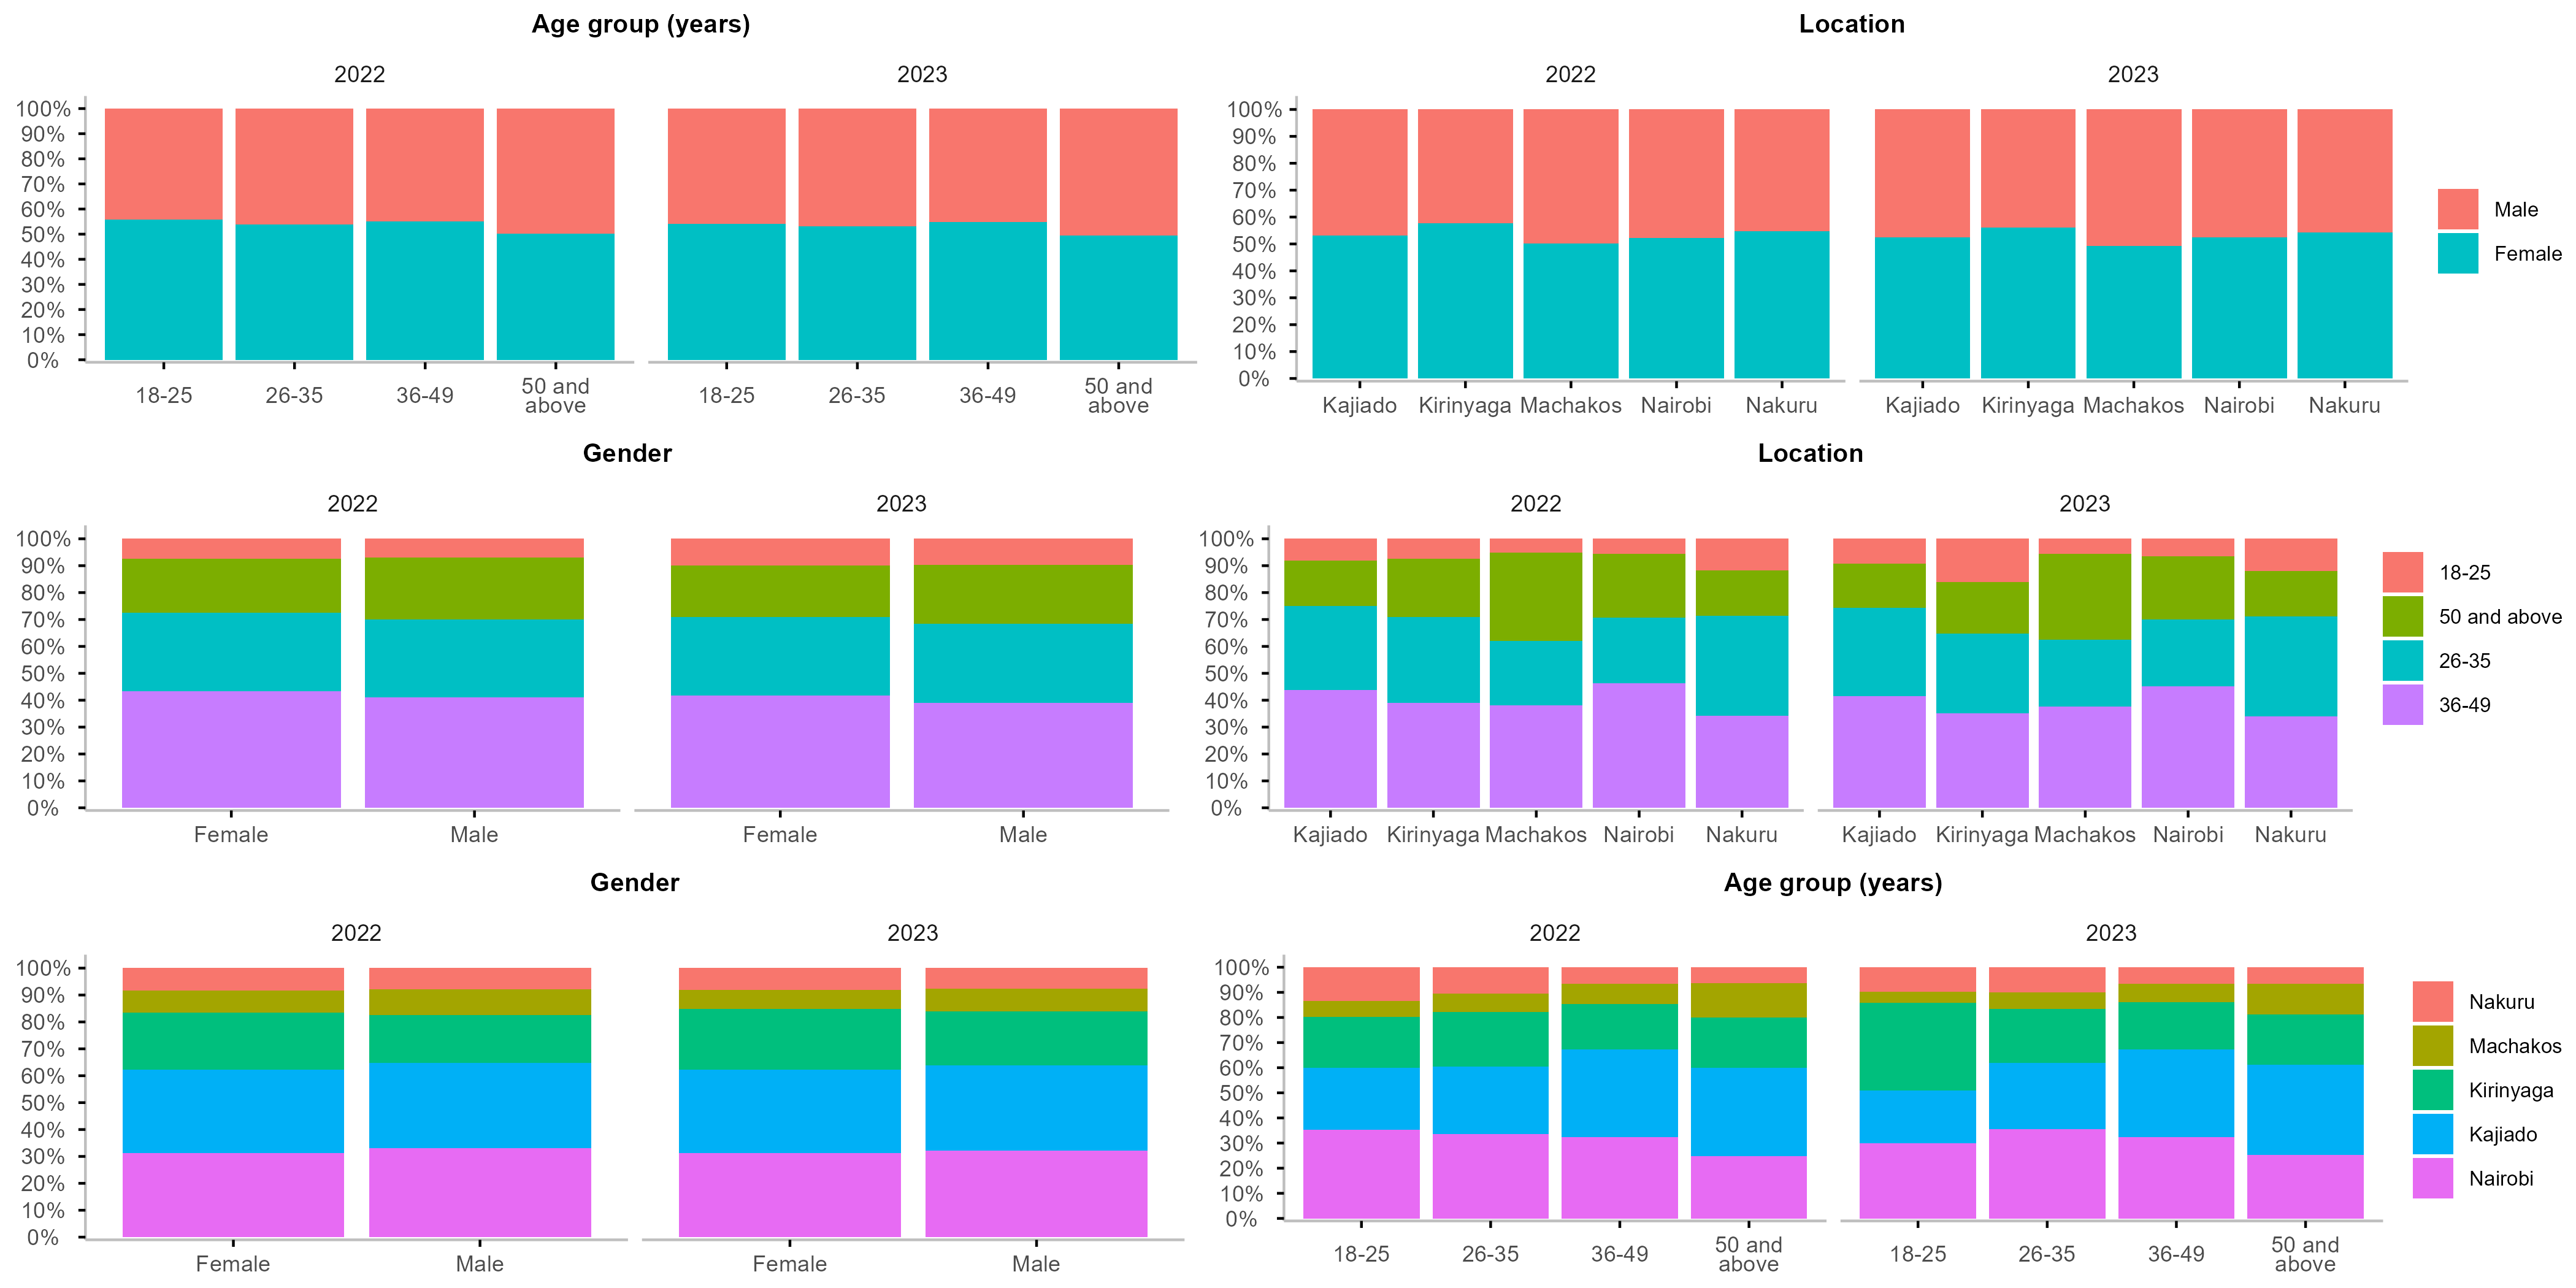 Age group (years)
2022
2023
100%
90%
80%
70%
60%
50%
40%
30%
20%
10%
0%
18-25
26-35
36-49
50 and
above
18-25
26-35
36-49
50 and
above
Location
2022
2023
100%
90%
80%
70%
60%
50%
40%
30%
20%
10%
0%
Kajiado
Kirinyaga
Machakos
Nairobi
Nakuru
Kajiado
Kirinyaga
Machakos
Nairobi
Nakuru
Male
Female
Gender
2022
2023
100%
90%
80%
70%
60%
50%
40%
30%
20%
10%
0%
Female
Male
Female
Male
Location
2022
2023
100%
90%
80%
70%
60%
50%
40%
30%
20%
10%
0%
Kajiado
Kirinyaga
Machakos
Nairobi
Nakuru
Kajiado
Kirinyaga
Machakos
Nairobi
Nakuru
18-25
50 and above
26-35
36-49
Gender
2022
2023
100%
90%
80%
70%
60%
50%
40%
30%
20%
10%
0%
Female
Male
Female
Male
Age group (years)
2022
2023
100%
90%
80%
70%
60%
50%
40%
30%
20%
10%
0%
18-25
26-35
36-49
50 and
above
18-25
26-35
36-49
50 and
above
Nakuru
Machakos
Kirinyaga
Kajiado
Nairobi